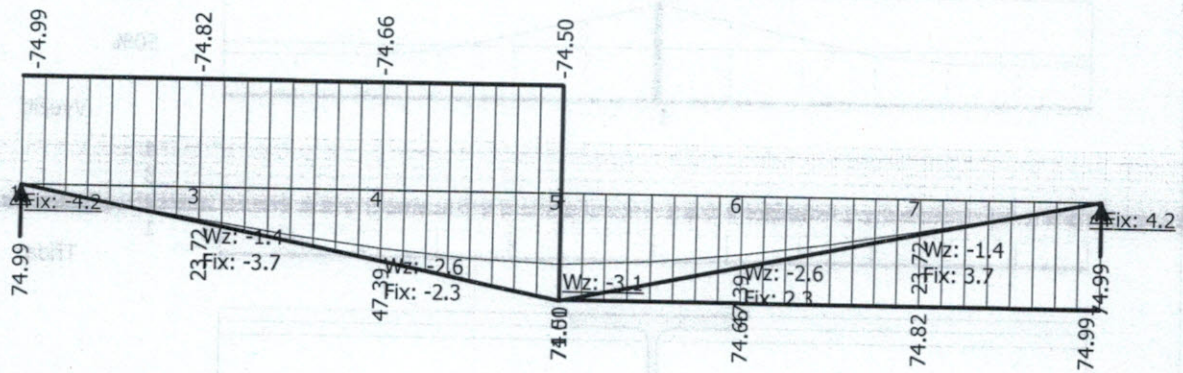 -74.99
-74.82
-74.66
-74.50
3
4
5
6
7
Fix: -4.2
Fix: 4.2
74.99
23.72
Wz: -1.4
Fix: -3.7
47.39
Wz: -2.6
Fix: -2.3
Wz: -3.1
Wz: -2.6
Fix: 2.3
23.72
Wz: -1.4
Fix: 3.7
74.99
74.66
74.82
74.99
50%